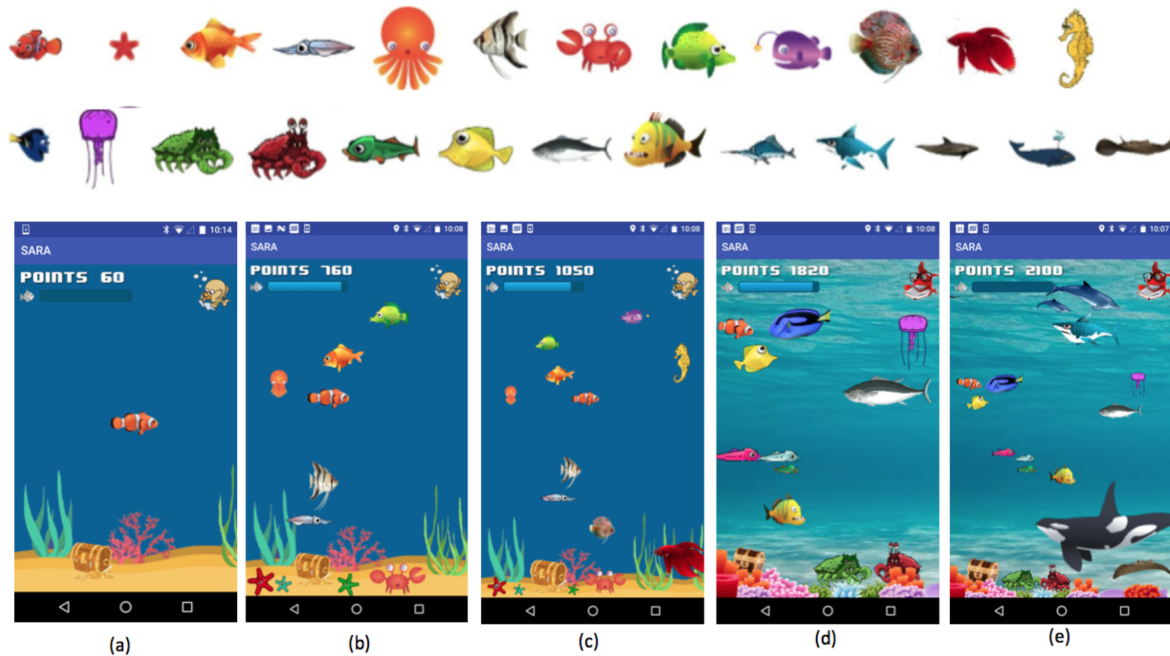 10:14
SARA
POINTS 60
10:08
SARA
POINTS 760
10:08
SARA
POINTS 1050
10:08
SARA
POINTS 1820
10:07
SARA
POINTS 2100
(a)
(b)
(c)
(d)
(e)